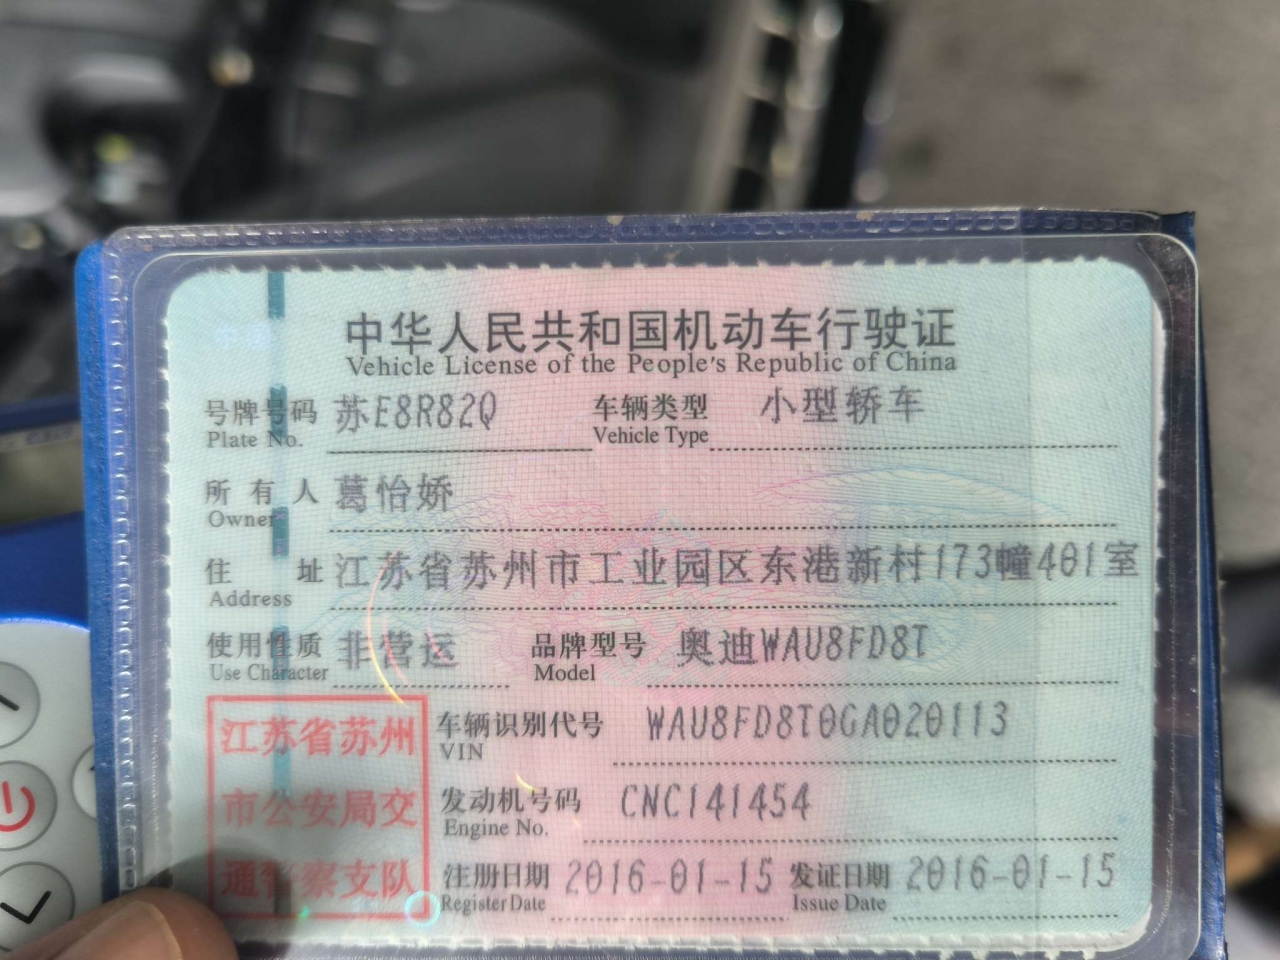 中华人民共和国机动车行驶证
Vehicle License of the People's Republic of China
号牌号码 苏E8R82Q 车辆类型 小型轿车
Plate No. Vehicle Type
所有人 葛怡娇
Owner
住址 江苏省苏州市工业园区东港新村173幢401室
Address
使用性质 非营运 品牌型号 奥迪WAU8FD8T
Use Character Model
江苏省苏州
市公安局交
通警察支队
车辆识别代号 WAU8FD8T0GA020113
VIN
发动机号码 CNC141454
Engine No.
注册日期 2016-01-15 发证日期 2016-01-15
Register Date Issue Date